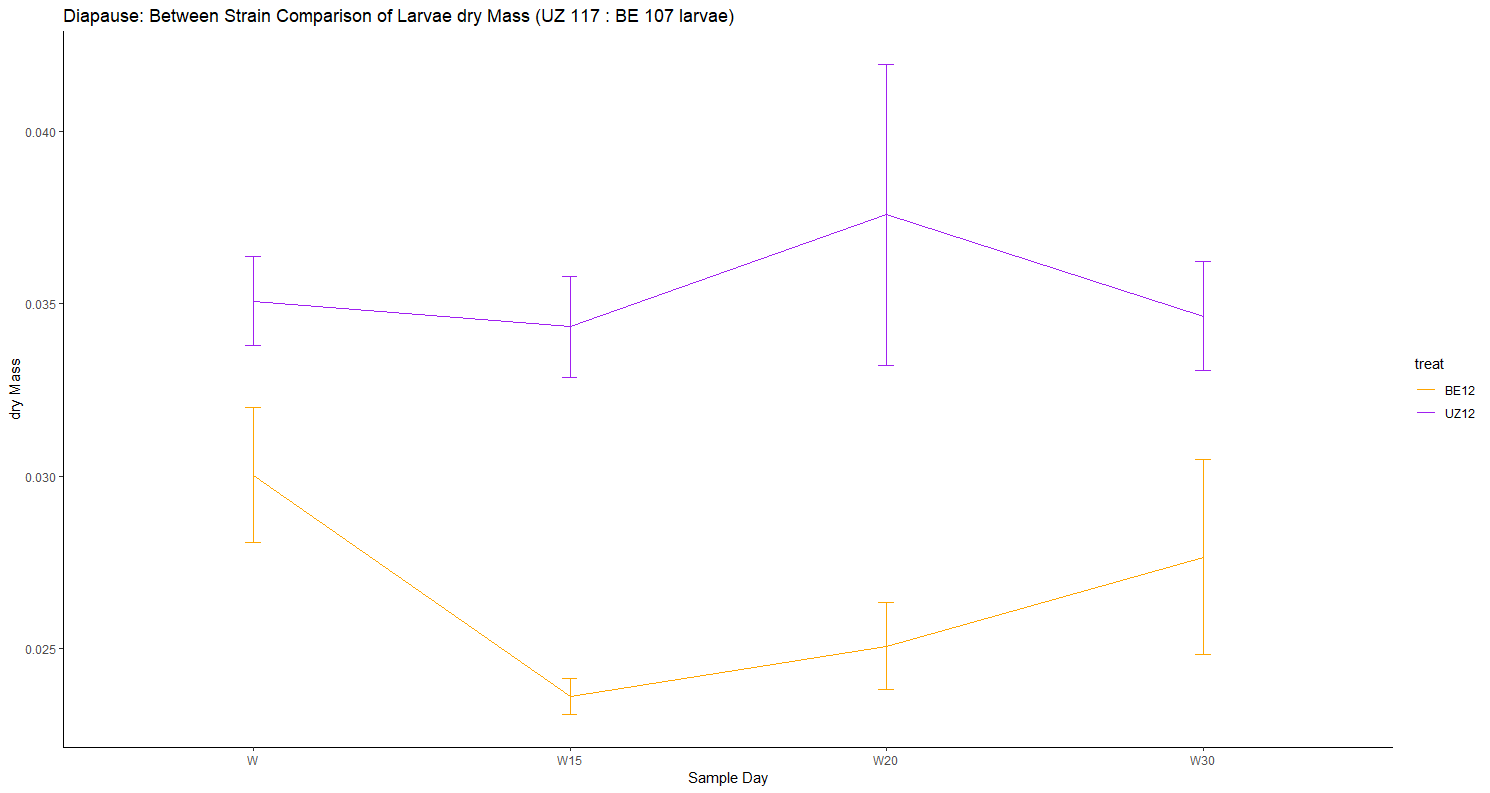 Diapause: Between Strain Comparison of Larvae dry Mass (UZ 117 : BE 107 larvae)
0.040
0.035
0.030
0.025
dry Mass
W W15 W20 W30
Sample Day
treat
BE12
UZ12